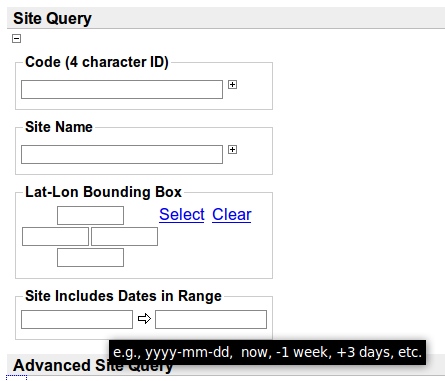 Site Query
Code (4 character ID)
Site Name
Lat-Lon Bounding Box
Select Clear
Site Includes Dates in Range
e.g., yyyy-mm-dd, now, -1 week, +3 days, etc.
Advanced Site Query